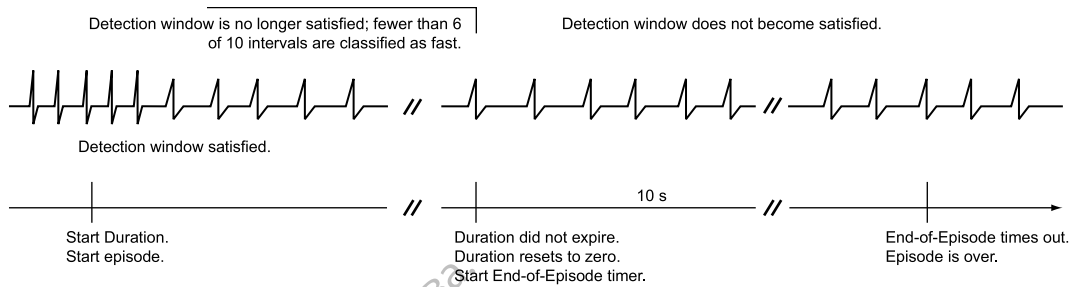 Detection window is no longer satisfied; fewer than 6
of 10 intervals are classified as fast.
Detection window does not become satisfied.
Detection window satisfied.
10 s
Start Duration.
Start episode.
Duration did not expire.
Duration resets to zero.
Start End-of-Episode timer.
End-of-Episode times out.
Episode is over.